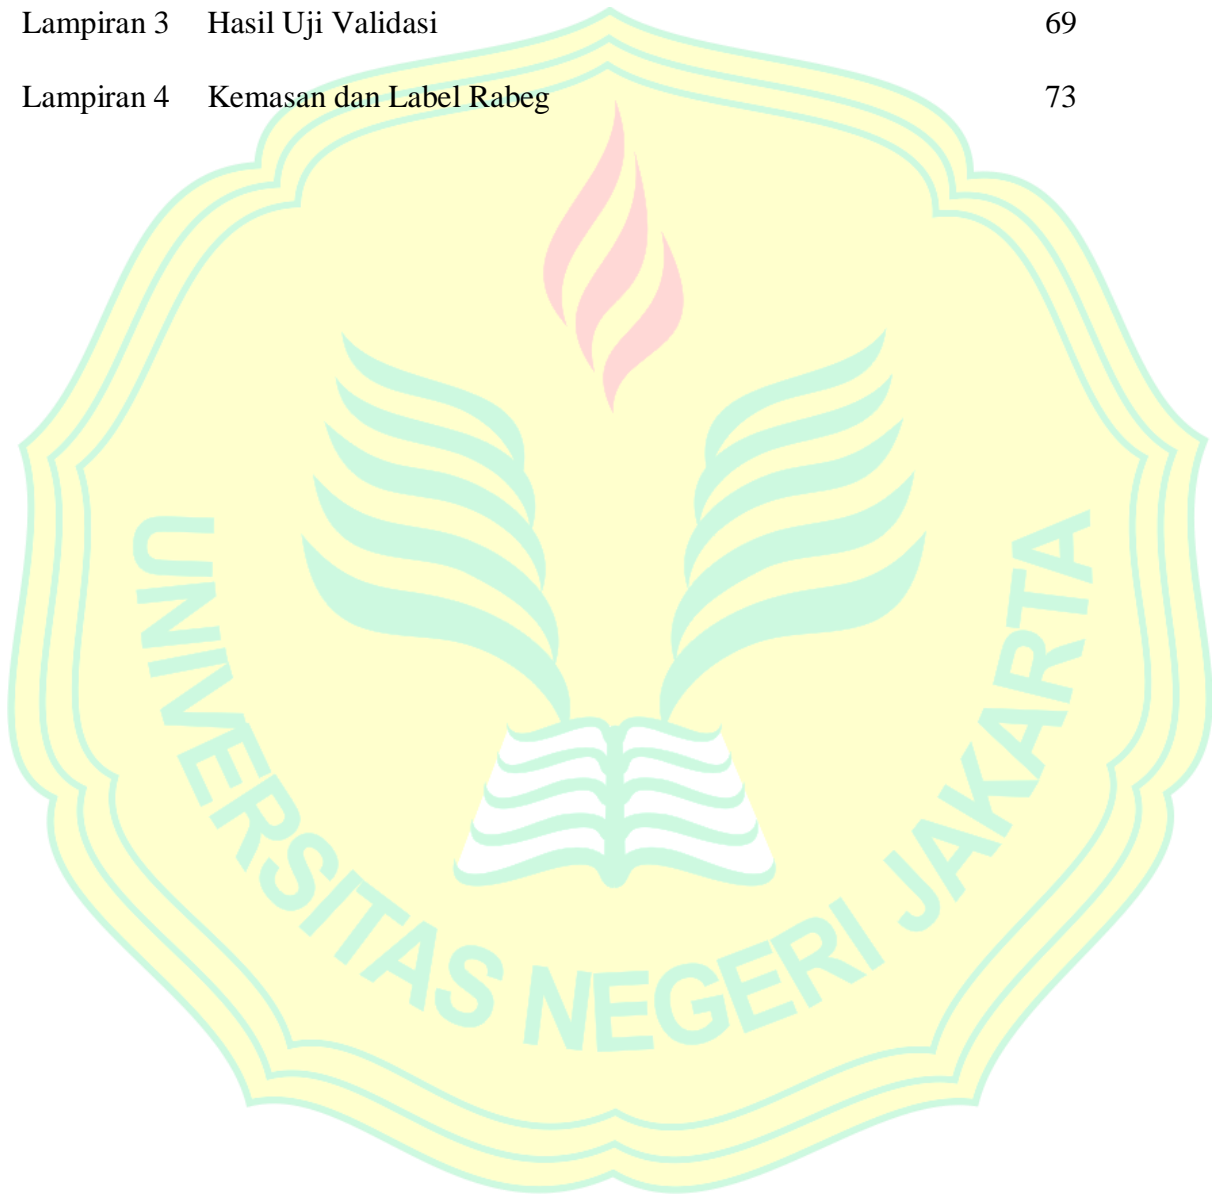 Lampiran 3 Hasil Uji Validasi 69
Lampiran 4 Kemasan dan Label Rabeg 73
UNIVERSITAS NEGERI JAKARTA